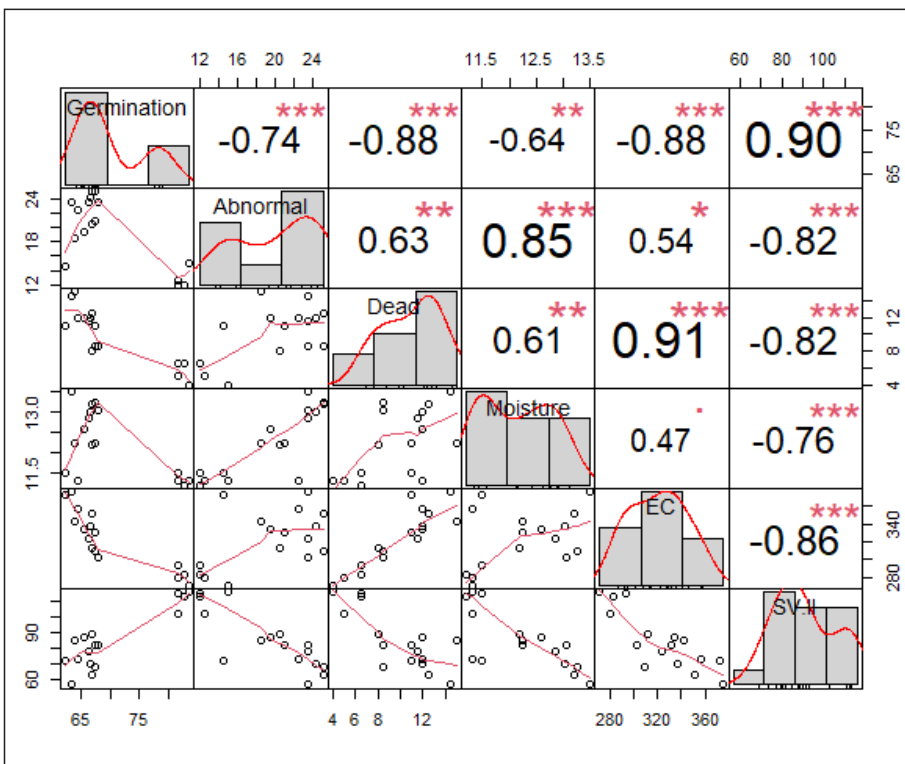 12 16 20 24 11.5 12.5 13.5 60 80 100
Germination *** *** ** *** ***
-0.74 -0.88 -0.64 -0.88 0.90
65 75
12 18 24
Abnormal ** *** * ***
0.63 0.85 0.54 -0.82
Dead ** *** ***
0.61 0.91 -0.82
4 8 12
11.5 13.0
Moisture . ***
0.47 -0.76
EC ***
-0.86
280 340
60 90
SV.II
65 75 4 6 8 12 280 320 360